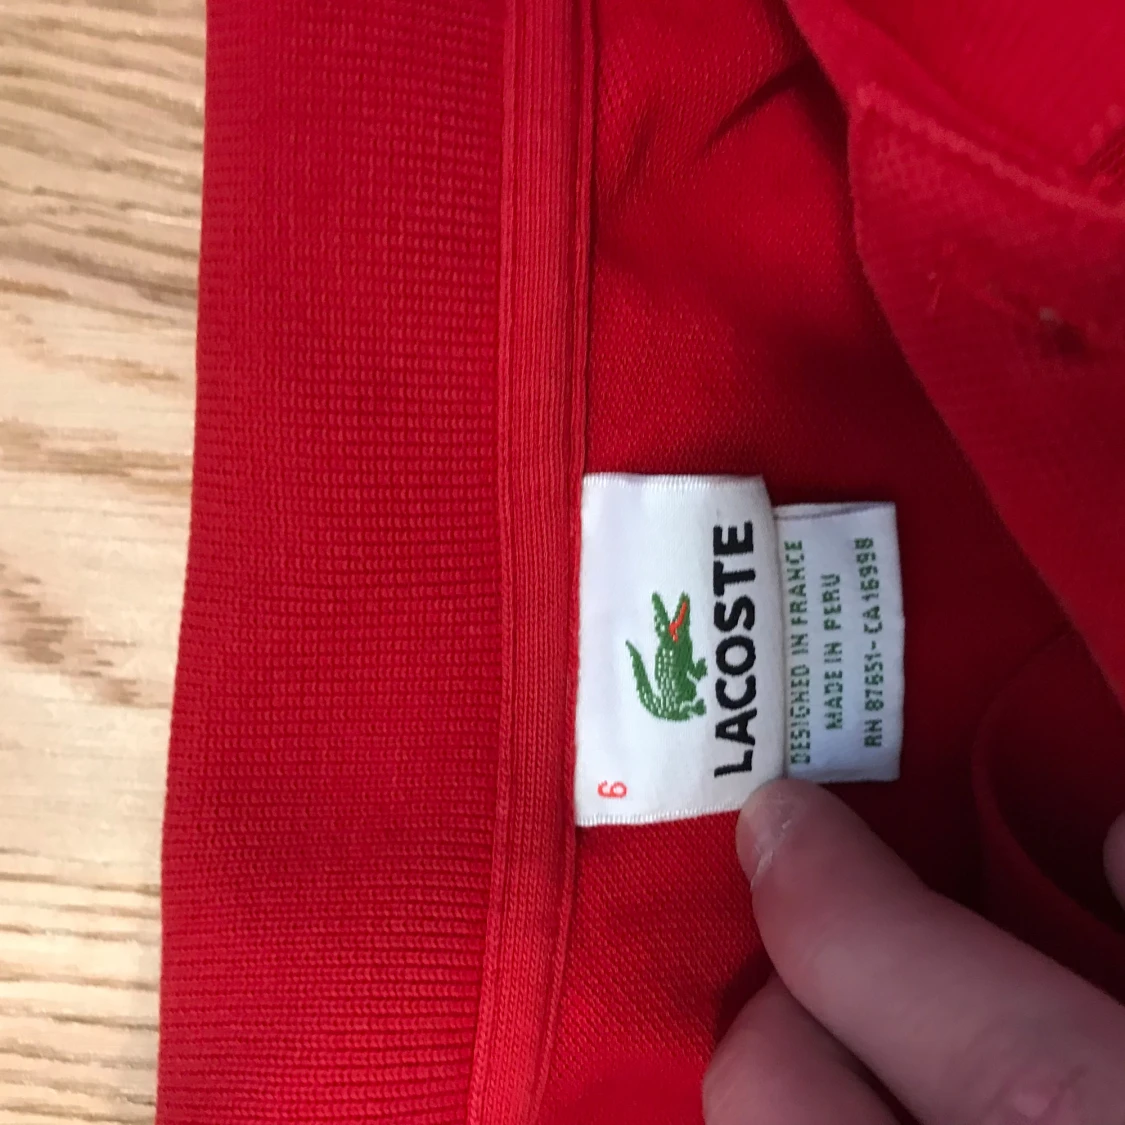 6
LACOSTE
DESIGNED IN FRANCE
MADE IN PERU
RN 87651-CA16998